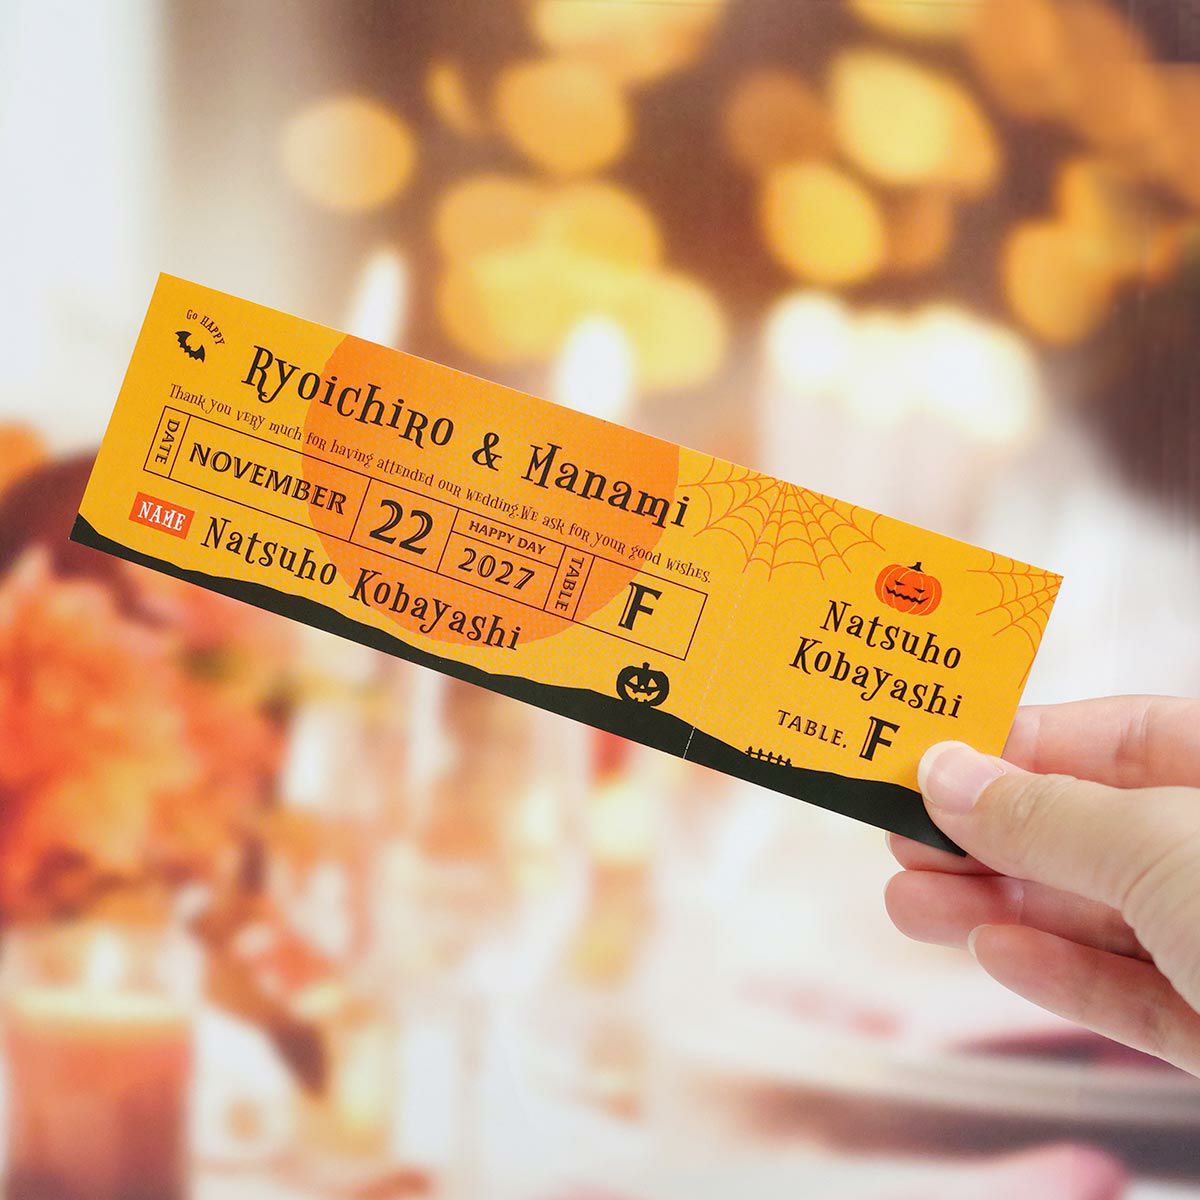 Go HAPPY
Ryoichiro & Manami
Thank you very much for having attended our wedding.We ask for your good wishes.
DATE
NOVEMBER
22
HAPPY DAY
2027
TABLE
F
NAME
Natsuho Kobayashi
Natsuho
Kobayashi
TABLE. F